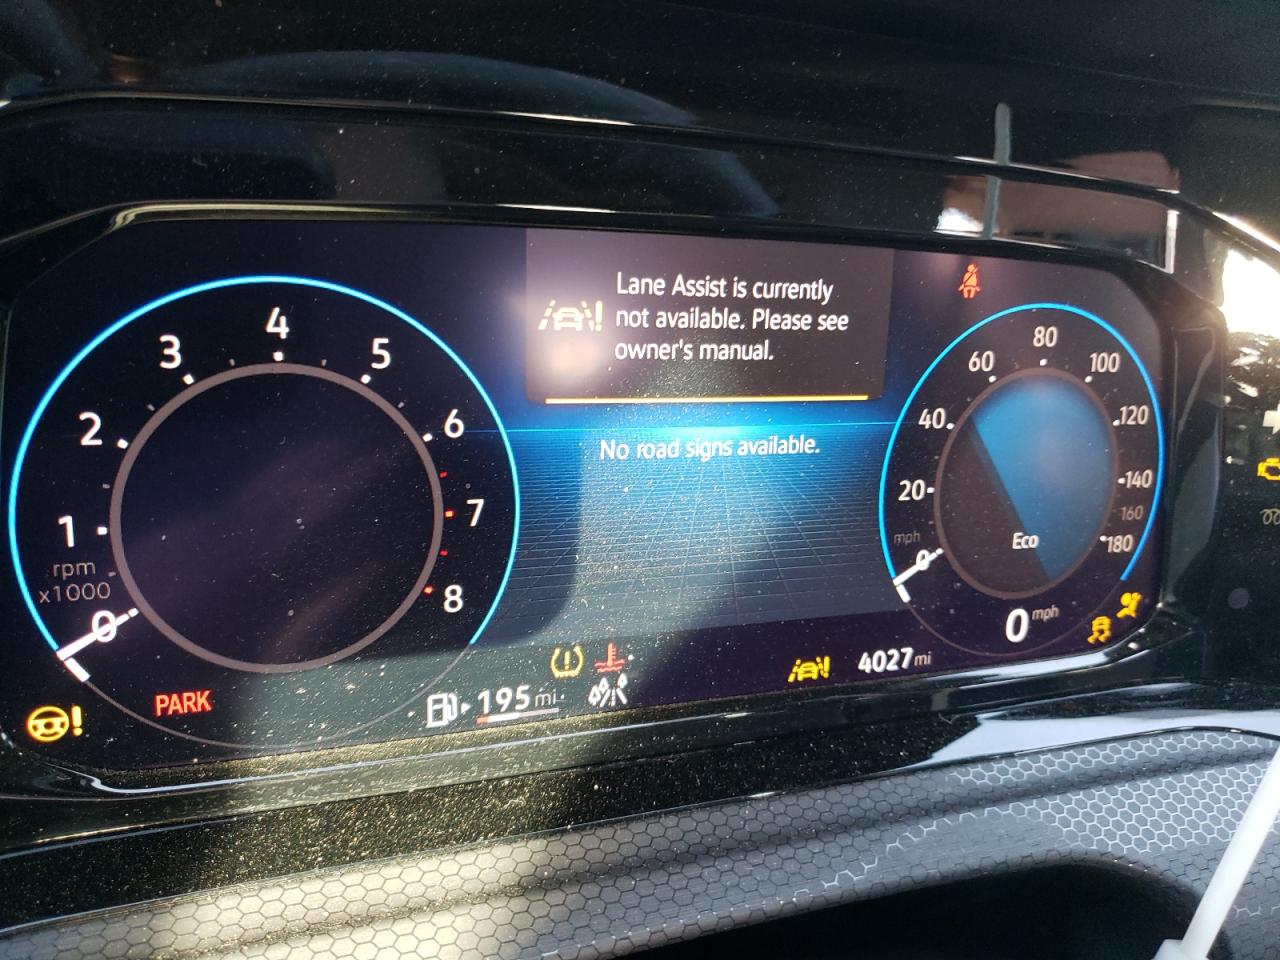 Lane Assist is currently
not available. Please see
owner's manual.
No road signs available.
0
1
2
3
4
5
6
7
8
rpm
x1000
mph
0
20
40
60
80
100
120
140
160
180
Eco
0 mph
PARK
195 mi
4027 mi